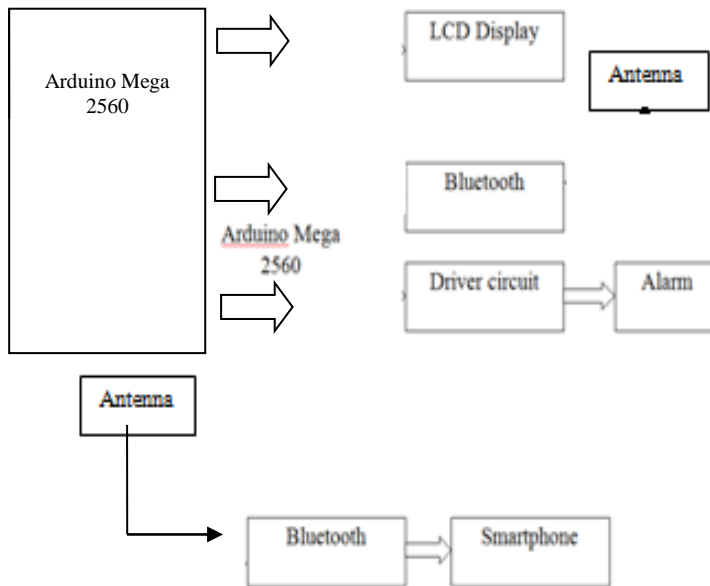 Arduino Mega
2560
LCD Display
Antenna
Bluetooth
Arduino Mega
2560
Driver circuit
Alarm
Antenna
Bluetooth
Smartphone